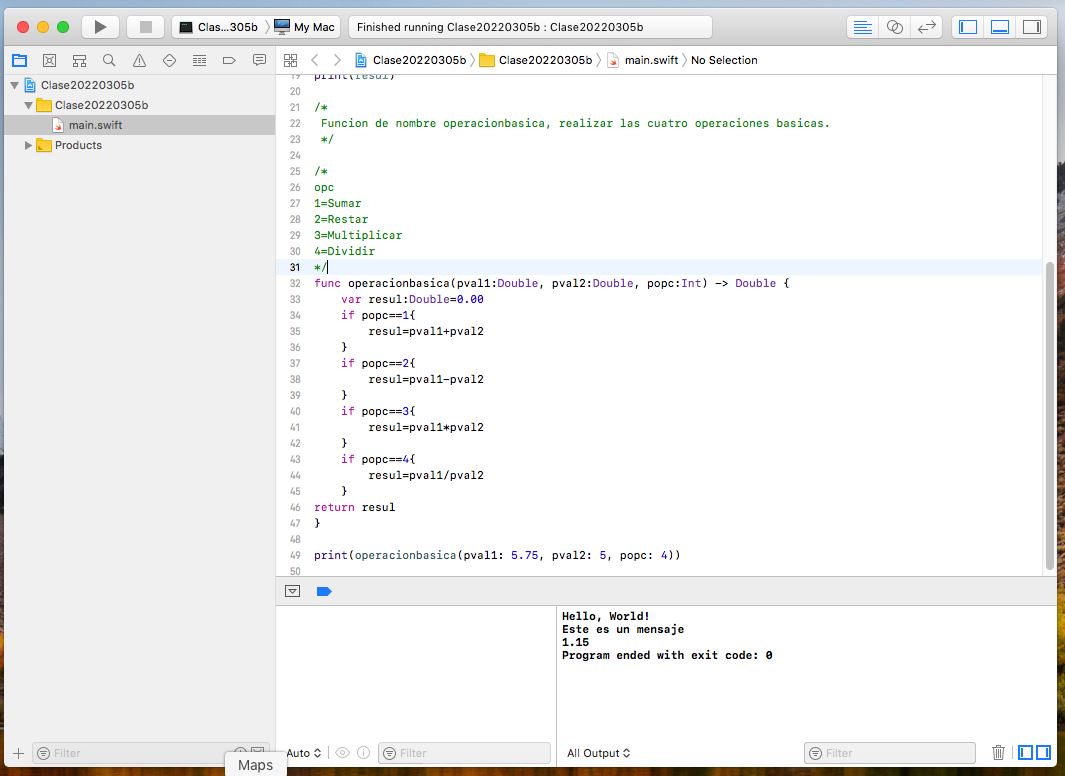 Clas...305b
My Mac
Finished running Clase20220305b : Clase20220305b
Clase20220305b
Clase20220305b
main.swift
No Selection
Clase20220305b
Clase20220305b
main.swift
Products
19 print(resul)
20
21 /*
22 Funcion de nombre operacionbasica, realizar las cuatro operaciones basicas.
23 */
24
25 /*
26 opc
27 1=Sumar
28 2=Restar
29 3=Multiplicar
30 4=Dividir
31 */
32 func operacionbasica(pval1:Double, pval2:Double, popc:Int) -> Double {
33 var resul:Double=0.00
34 if popc==1{
35 resul=pval1+pval2
36 }
37 if popc==2{
38 resul=pval1-pval2
39 }
40 if popc==3{
41 resul=pval1*pval2
42 }
43 if popc==4{
44 resul=pval1/pval2
45 }
46 return resul
47 }
48
49 print(operacionbasica(pval1: 5.75, pval2: 5, popc: 4))
50
Hello, World!
Este es un mensaje
1.15
Program ended with exit code: 0
Filter
Auto
Filter
All Output
Filter
Maps